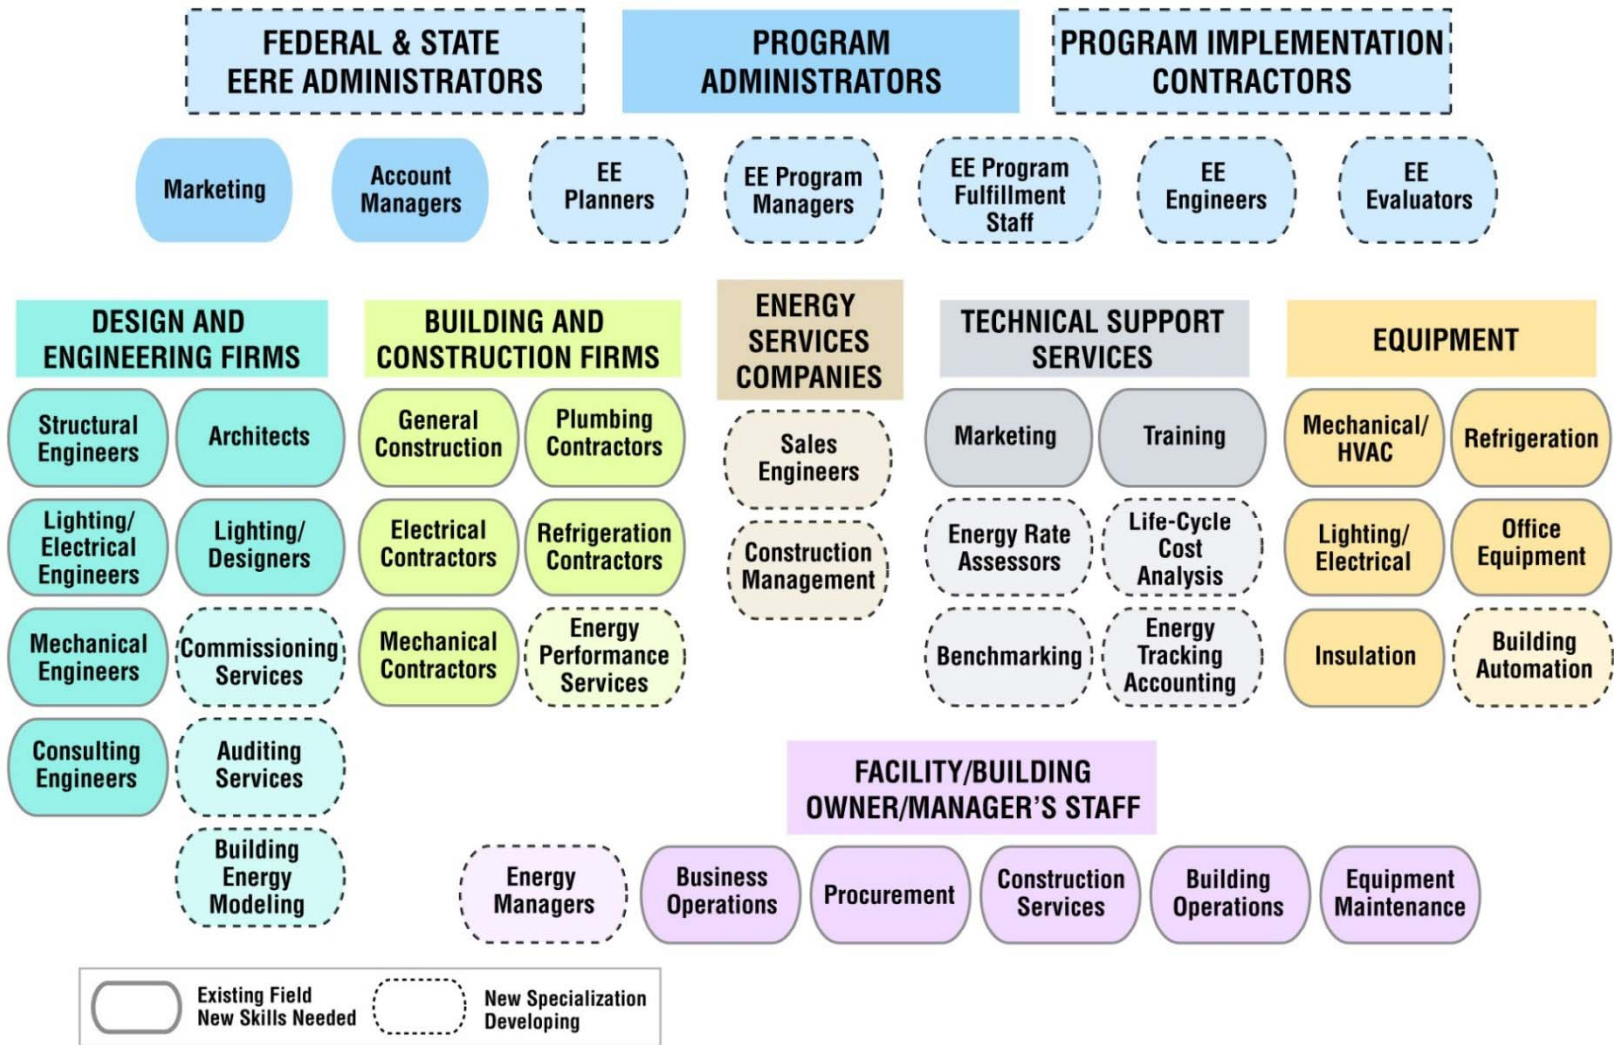 FEDERAL & STATE
EERE ADMINISTRATORS
PROGRAM
ADMINISTRATORS
PROGRAM IMPLEMENTATION
CONTRACTORS
Marketing
Account
Managers
EE
Planners
EE Program
Managers
EE Program
Fulfillment
Staff
EE
Engineers
EE
Evaluators
DESIGN AND
ENGINEERING FIRMS
Structural
Engineers
Architects
Lighting/
Electrical
Engineers
Lighting/
Designers
Mechanical
Engineers
Commissioning
Services
Consulting
Engineers
Auditing
Services
Building
Energy
Modeling
BUILDING AND
CONSTRUCTION FIRMS
General
Construction
Plumbing
Contractors
Electrical
Contractors
Refrigeration
Contractors
Mechanical
Contractors
Energy
Performance
Services
ENERGY
SERVICES
COMPANIES
Sales
Engineers
Construction
Management
TECHNICAL SUPPORT
SERVICES
Marketing
Training
Energy Rate
Assessors
Life-Cycle
Cost
Analysis
Benchmarking
Energy
Tracking
Accounting
EQUIPMENT
Mechanical/
HVAC
Refrigeration
Lighting/
Electrical
Office
Equipment
Insulation
Building
Automation
FACILITY/BUILDING
OWNER/MANAGER’S STAFF
Energy
Managers
Business
Operations
Procurement
Construction
Services
Building
Operations
Equipment
Maintenance
Existing Field
New Skills Needed
New Specialization
Developing